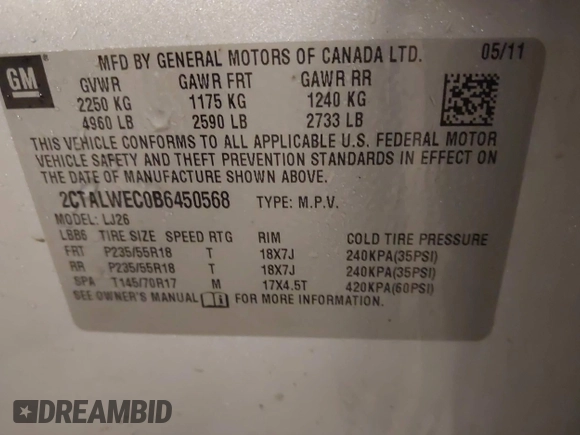 GM
MFD BY GENERAL MOTORS OF CANADA LTD. 05/11
GVWR GAWR FRT GAWR RR
2250 KG 1175 KG 1240 KG
4960 LB 2590 LB 2733 LB
THIS VEHICLE CONFORMS TO ALL APPLICABLE U.S. FEDERAL MOTOR
VEHICLE SAFETY AND THEFT PREVENTION STANDARDS IN EFFECT ON
THE DATE OF MANUFACTURE SHOWN ABOVE.
2CTALWEC0B6450568 TYPE: M.P.V.
MODEL: LJ26
LBB6 TIRE SIZE SPEED RTG RIM COLD TIRE PRESSURE
FRT P235/55R18 T 18X7J 240KPA(35PSI)
RR P235/55R18 T 18X7J 240KPA(35PSI)
SPA T145/70R17 M 17X4.5T 420KPA(60PSI)
SEE OWNER'S MANUAL FOR MORE INFORMATION
DREAMBID